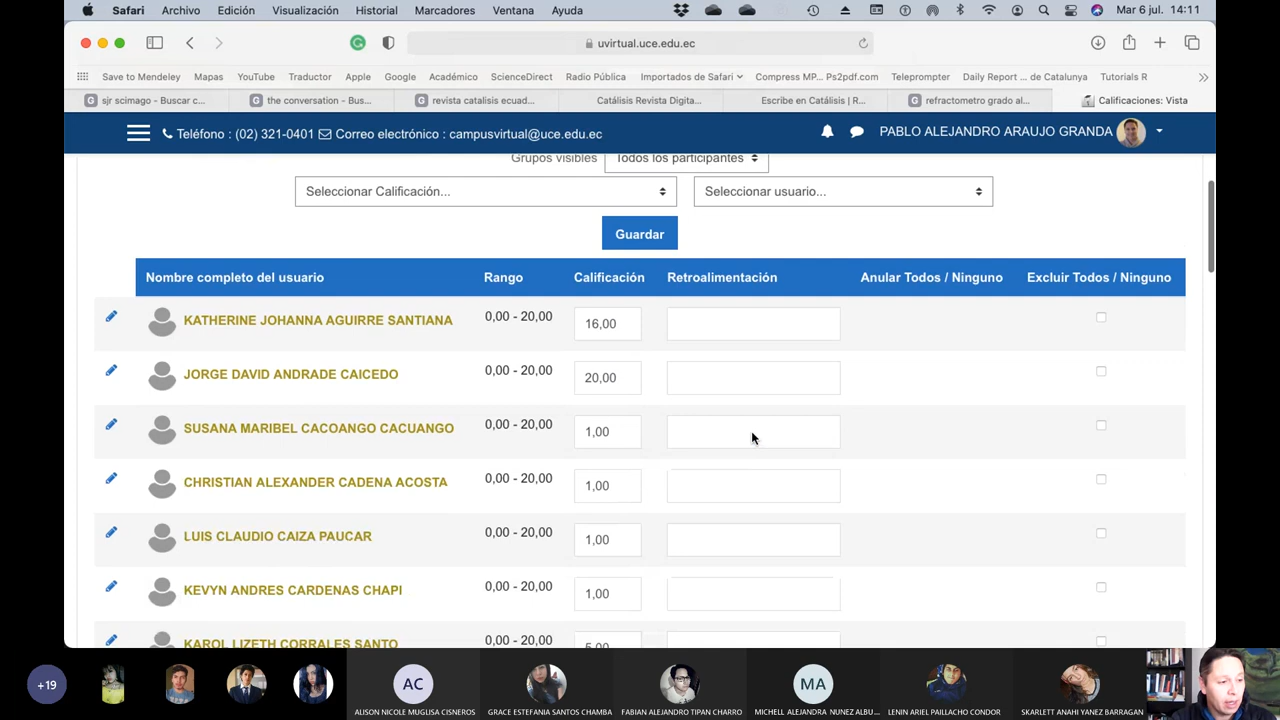 Safari Archivo Edición Visualización Historial Marcadores Ventana Ayuda Mar 6 jul. 14:11
uvirtual.uce.edu.ec
Save to Mendeley Mapas YouTube Traductor Apple Google Académico ScienceDirect Radio Pública Importados de Safari Compress MP... Ps2pdf.com Teleprompter Daily Report ... de Catalunya Tutorials R
sjr scimago - Buscar c... the conversation - Bus... revista catalisis ecuad... Catálisis Revista Digita... Escribe en Catálisis | R... refractometro grado al... Calificaciones: Vista
Teléfono : (02) 321-0401 Correo electrónico : campusvirtual@uce.edu.ec PABLO ALEJANDRO ARAUJO GRANDA
Grupos visibles Todos los participantes
Seleccionar Calificación... Seleccionar usuario...
Guardar
Nombre completo del usuario Rango Calificación Retroalimentación Anular Todos / Ninguno Excluir Todos / Ninguno
KATHERINE JOHANNA AGUIRRE SANTIANA 0,00 - 20,00 16,00
JORGE DAVID ANDRADE CAICEDO 0,00 - 20,00 20,00
SUSANA MARIBEL CACOANGO CACUANGO 0,00 - 20,00 1,00
CHRISTIAN ALEXANDER CADENA ACOSTA 0,00 - 20,00 1,00
LUIS CLAUDIO CAIZA PAUCAR 0,00 - 20,00 1,00
KEVYN ANDRES CARDENAS CHAPI 0,00 - 20,00 1,00
KAROL LIZETH CORRALES SANTO 0,00 - 20,00 5,00
+19 AC MA
ALISON NICOLE MUGLISA CISNEROS GRACE ESTEFANIA SANTOS CHAMBA FABIAN ALEJANDRO TIPAN CHARRO MICHELL ALEJANDRA NUNEZ ALBU... LENIN ARIEL PAILLACHO CONDOR SKARLETT ANAHI YANEZ BARRAGAN